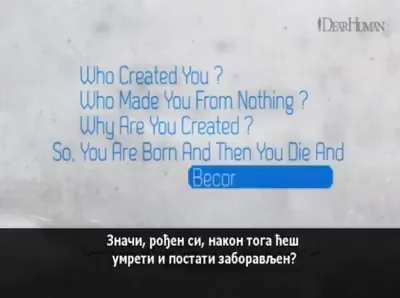 DearHuman
Who Created You ?
Who Made You From Nothing ?
Why Are You Created ?
So, You Are Born And Then You Die And
Becor
Значи, рођен си, након тога ћеш
умрети и постати заборављен?